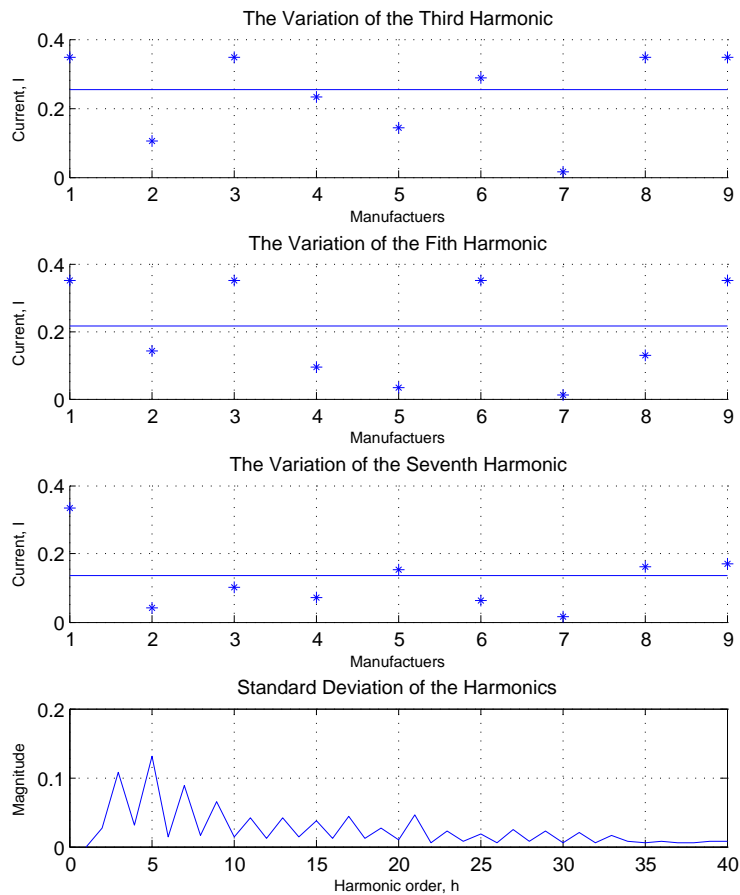 The Variation of the Third Harmonic
0.4
0.2
0
Current, I
1 2 3 4 5 6 7 8 9
Manufactuers
The Variation of the Fith Harmonic
0.4
0.2
0
Current, I
1 2 3 4 5 6 7 8 9
Manufactuers
The Variation of the Seventh Harmonic
0.4
0.2
0
Current, I
1 2 3 4 5 6 7 8 9
Manufactuers
Standard Deviation of the Harmonics
0.2
0.1
0
Magnitude
0 5 10 15 20 25 30 35 40
Harmonic order, h